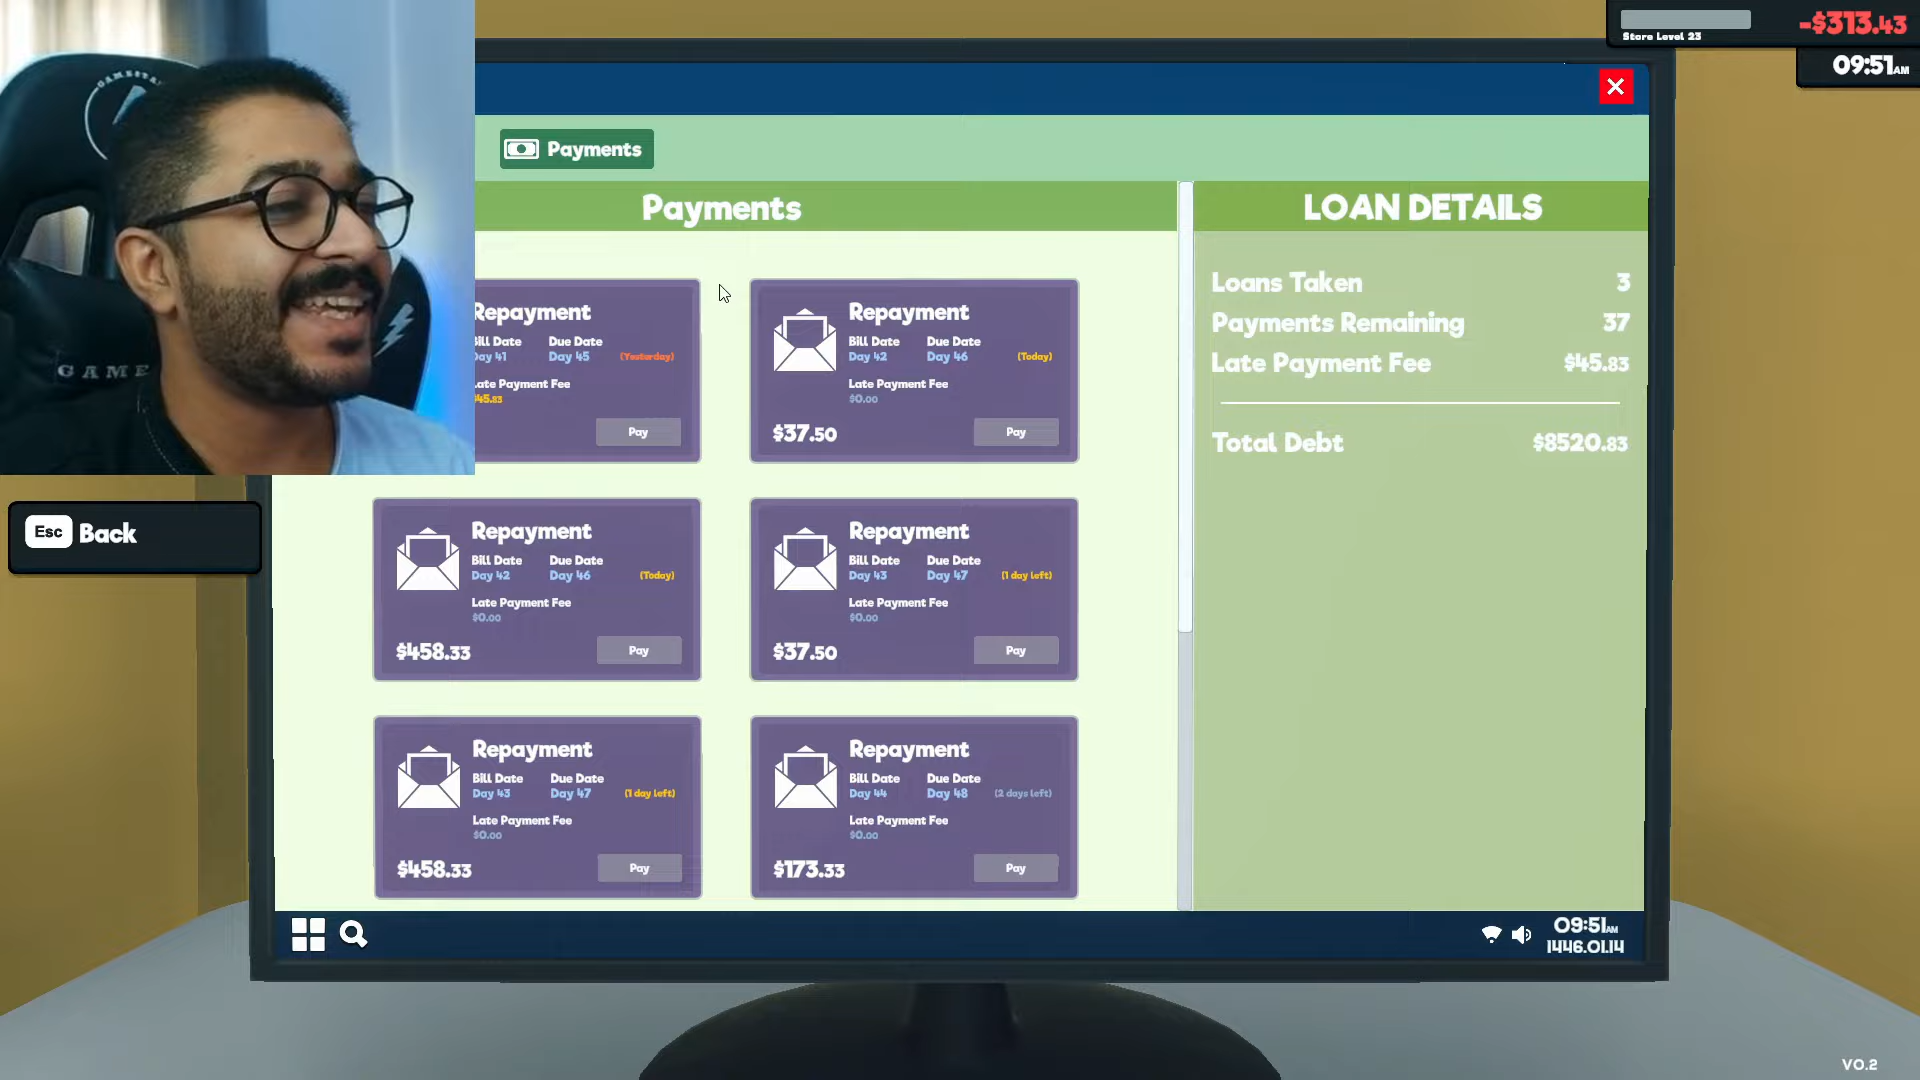 -$313.43
Store Level 23
09:51AM
Payments
Payments
LOAN DETAILS
Loans Taken 3
Payments Remaining 37
Late Payment Fee $45.83
Total Debt $8520.83
Repayment
Bill Date Due Date
Day 41 Day 45 (Yesterday)
Late Payment Fee
$45.83
Pay
Repayment
Bill Date Due Date
Day 42 Day 46 (Today)
Late Payment Fee
$0.00
$37.50 Pay
GAME
Esc Back
Repayment
Bill Date Due Date
Day 42 Day 46 (Today)
Late Payment Fee
$0.00
$458.33 Pay
Repayment
Bill Date Due Date
Day 43 Day 47 (1 day left)
Late Payment Fee
$0.00
$37.50 Pay
Repayment
Bill Date Due Date
Day 43 Day 47 (1 day left)
Late Payment Fee
$0.00
$458.33 Pay
Repayment
Bill Date Due Date
Day 44 Day 48 (2 days left)
Late Payment Fee
$0.00
$173.33 Pay
09:51AM
1446.01.14
V0.2